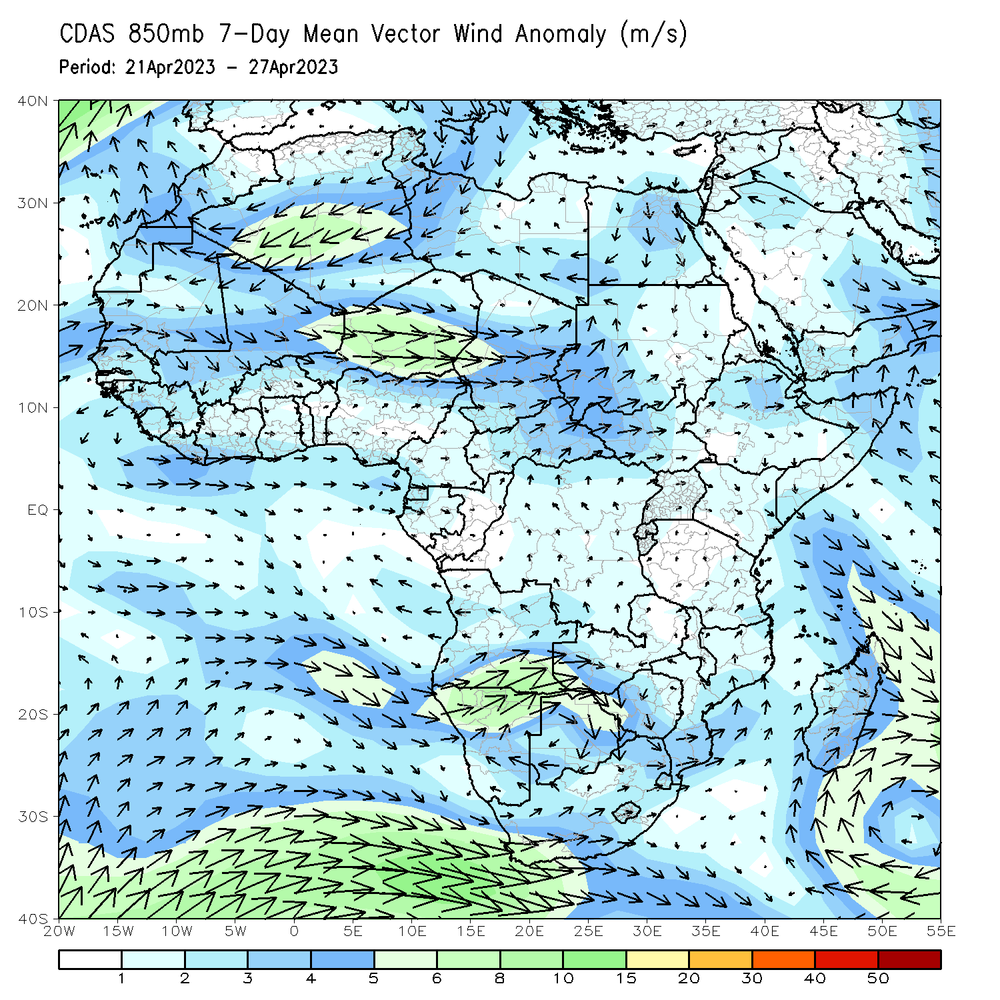 CDAS 850mb 7-Day Mean Vector Wind Anomaly (m/s)
Period: 21Apr2023 - 27Apr2023
40N
30N
20N
10N
EQ
10S
20S
30S
40S
20W 15W 10W 5W 0 5E 10E 15E 20E 25E 30E 35E 40E 45E 50E 55E
1 2 3 4 5 6 8 10 15 20 30 40 50